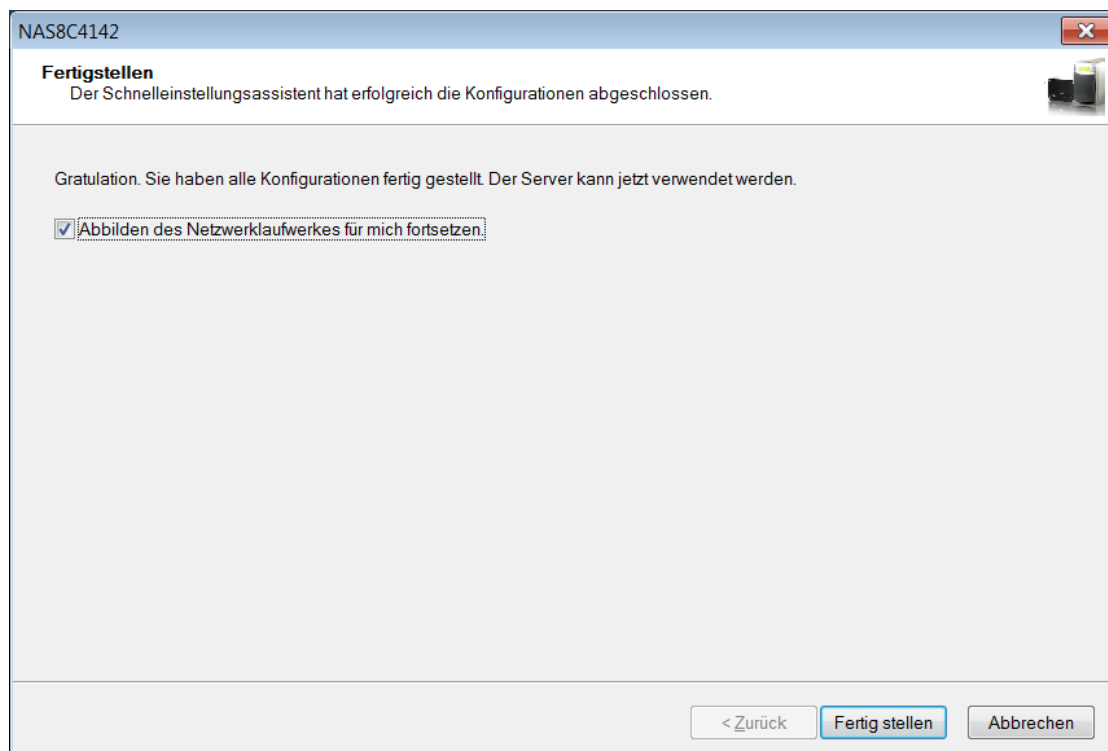 NAS8C4142
Fertigstellen
Der Schnelleinstellungsassistent hat erfolgreich die Konfigurationen abgeschlossen.
Gratulation. Sie haben alle Konfigurationen fertig gestellt. Der Server kann jetzt verwendet werden.
Abbilden des Netzwerklaufwerkes für mich fortsetzen.
< Zurück
Fertig stellen
Abbrechen